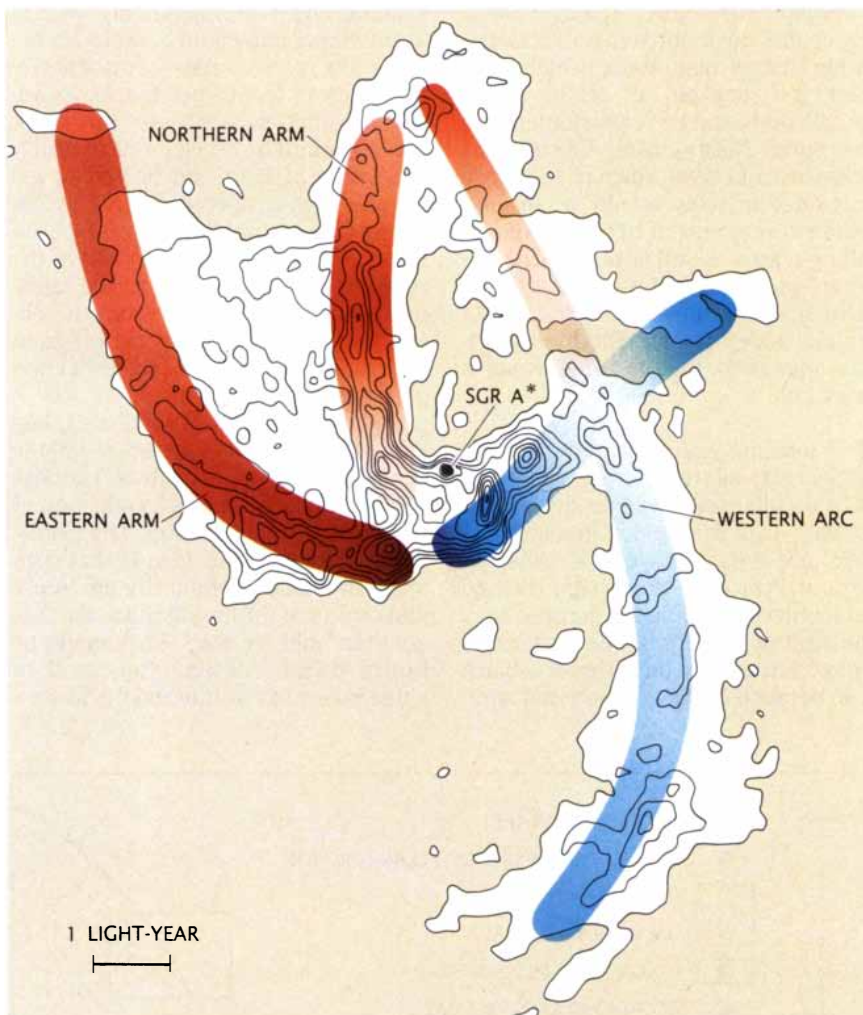 NORTHERN ARM
SGR A*
EASTERN ARM
WESTERN ARC
1 LIGHT-YEAR